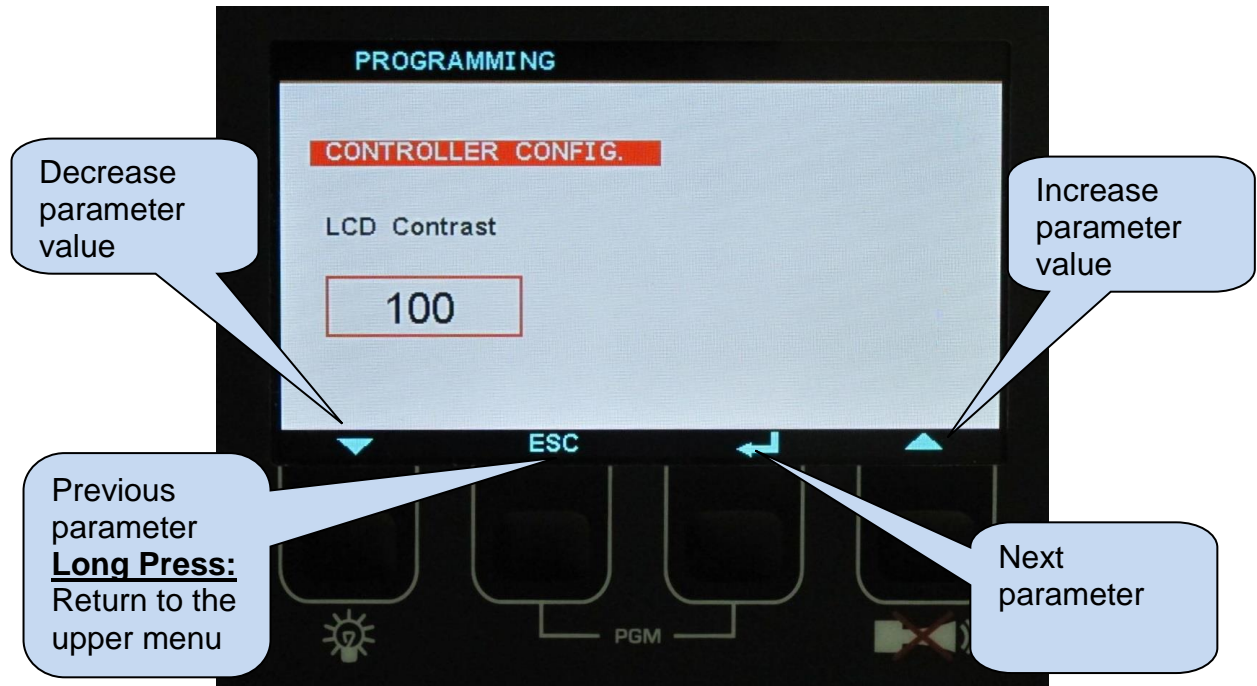 PROGRAMMING
CONTROLLER CONFIG.
Decrease
parameter
value
LCD Contrast
100
Increase
parameter
value
ESC
Previous
parameter
Long Press:
Return to the
upper menu
Next
parameter
PGM